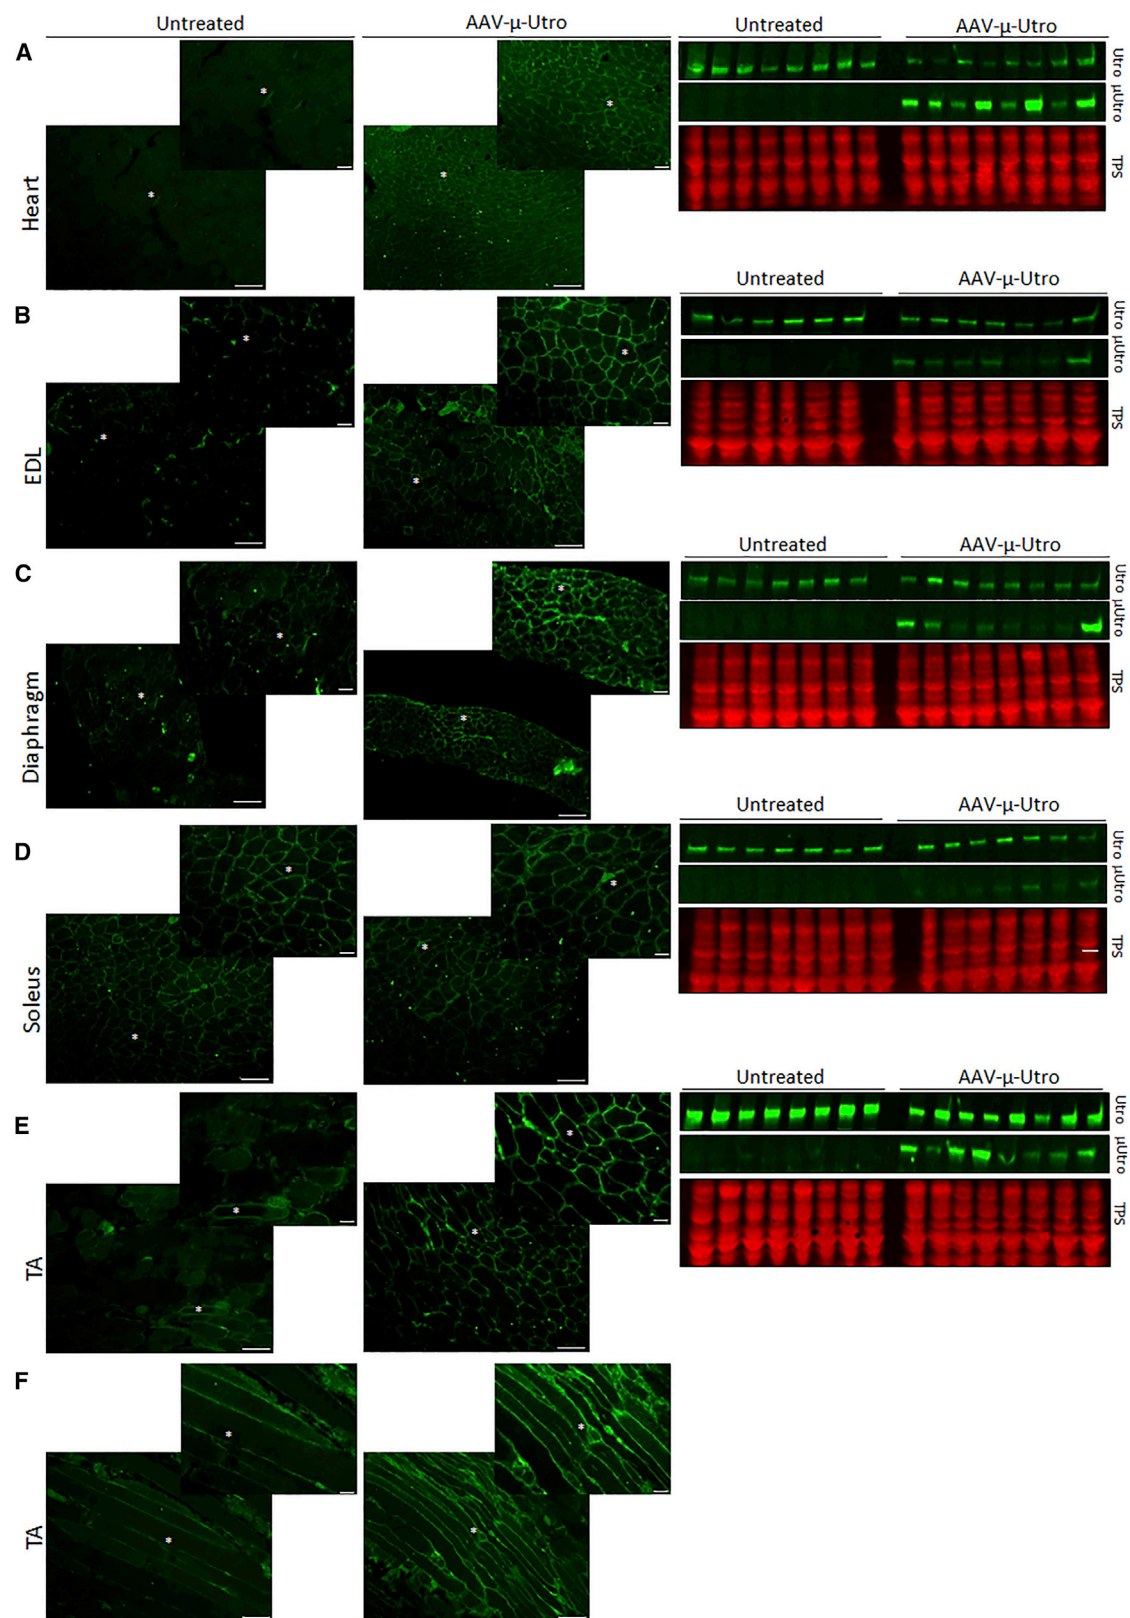 Untreated
AAV-µ-Utro
Untreated
AAV-µ-Utro
A
Heart
Utro
µUtro
TPS
Untreated
AAV-µ-Utro
B
EDL
Utro
µUtro
TPS
Untreated
AAV-µ-Utro
C
Diaphragm
Utro
µUtro
TPS
Untreated
AAV-µ-Utro
D
Soleus
Utro
µUtro
TPS
Untreated
AAV-µ-Utro
E
TA
Utro
µUtro
TPS
F
TA